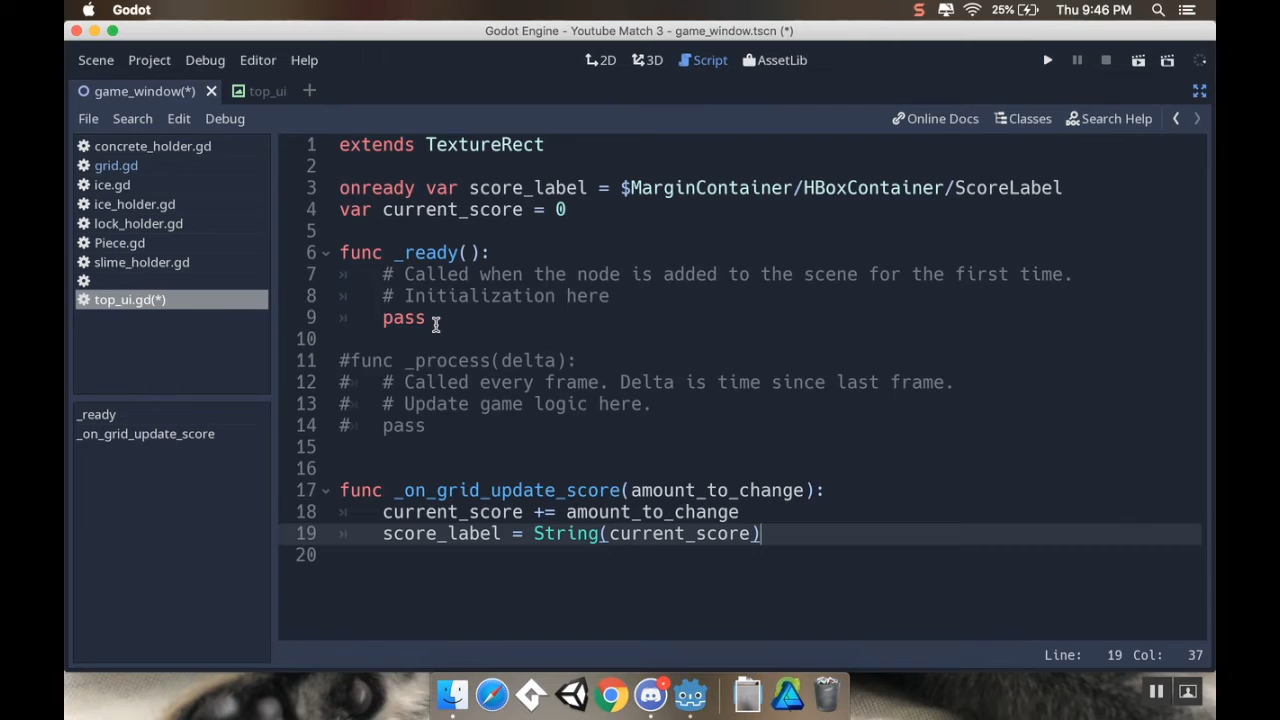 Godot
25%
Thu 9:46 PM
Godot Engine - Youtube Match 3 - game_window.tscn (*)
Scene Project Debug Editor Help
2D 3D Script AssetLib
game_window(*) top_ui
File Search Edit Debug
Online Docs Classes Search Help
concrete_holder.gd
grid.gd
ice.gd
ice_holder.gd
lock_holder.gd
Piece.gd
slime_holder.gd
top_ui.gd(*)
_ready
_on_grid_update_score
1 extends TextureRect
2
3 onready var score_label = $MarginContainer/HBoxContainer/ScoreLabel
4 var current_score = 0
5
6 func _ready():
7 # Called when the node is added to the scene for the first time.
8 # Initialization here
9 pass
10
11 #func _process(delta):
12 # # Called every frame. Delta is time since last frame.
13 # # Update game logic here.
14 # pass
15
16
17 func _on_grid_update_score(amount_to_change):
18 current_score += amount_to_change
19 score_label = String(current_score)
20
Line: 19 Col: 37